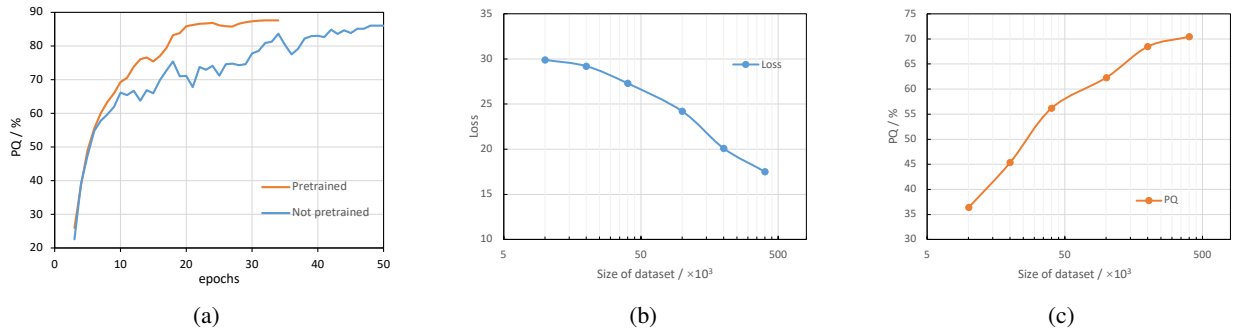 90
80
70
60
50
40
30
20
PQ / %
Pretrained
Not pretrained
0
10
20
30
40
50
epochs
(a)
35
30
25
20
15
10
Loss
Loss
5
50
500
Size of dataset / ×10³
(b)
75
70
65
60
55
50
45
40
35
30
PQ / %
PQ
5
50
500
Size of dataset / ×10³
(c)